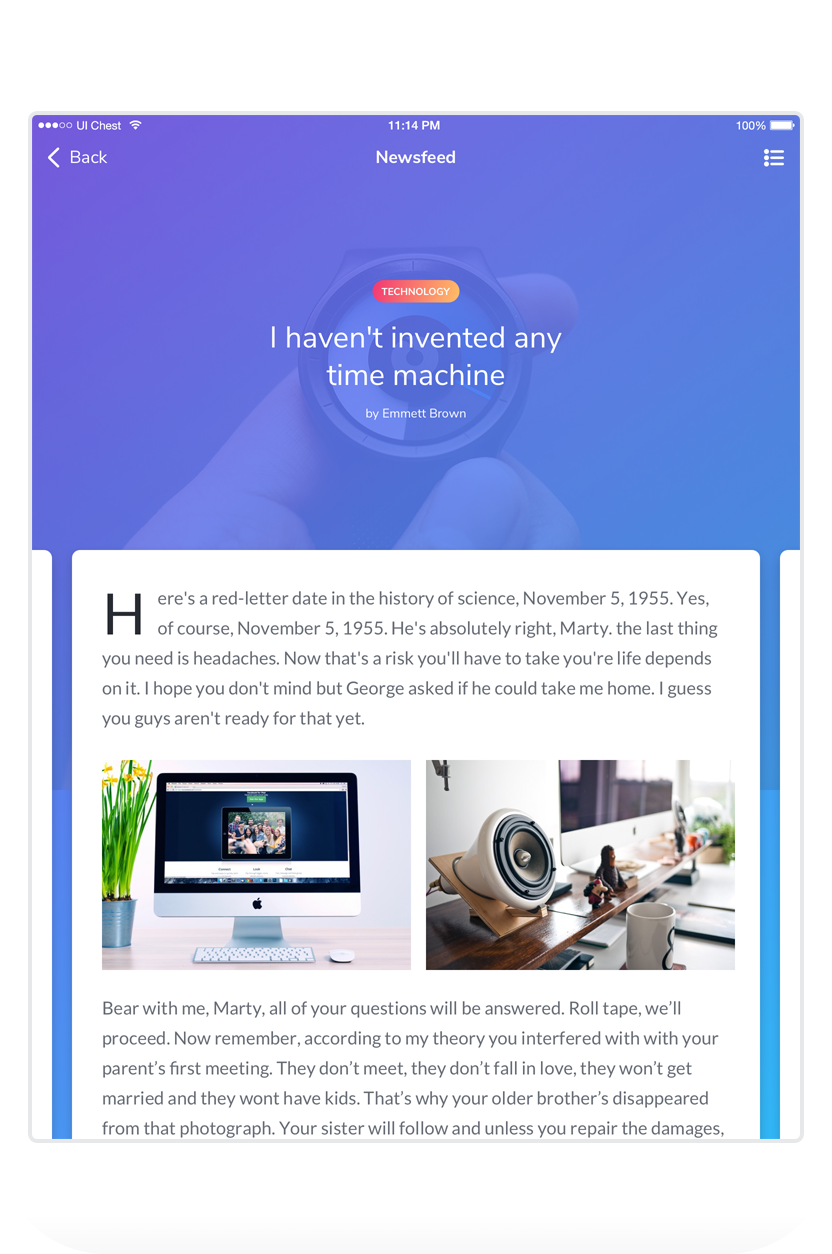 UI Chest
11:14 PM
100%
Back
Newsfeed
TECHNOLOGY
I haven't invented any
time machine
by Emmett Brown
Here's a red-letter date in the history of science, November 5, 1955. Yes,
of course, November 5, 1955. He's absolutely right, Marty. the last thing
you need is headaches. Now that's a risk you'll have to take you're life depends
on it. I hope you don't mind but George asked if he could take me home. I guess
you guys aren't ready for that yet.
Bear with me, Marty, all of your questions will be answered. Roll tape, we’ll
proceed. Now remember, according to my theory you interfered with with your
parent’s first meeting. They don’t meet, they don’t fall in love, they won’t get
married and they wont have kids. That’s why your older brother’s disappeared
from that photograph. Your sister will follow and unless you repair the damages,